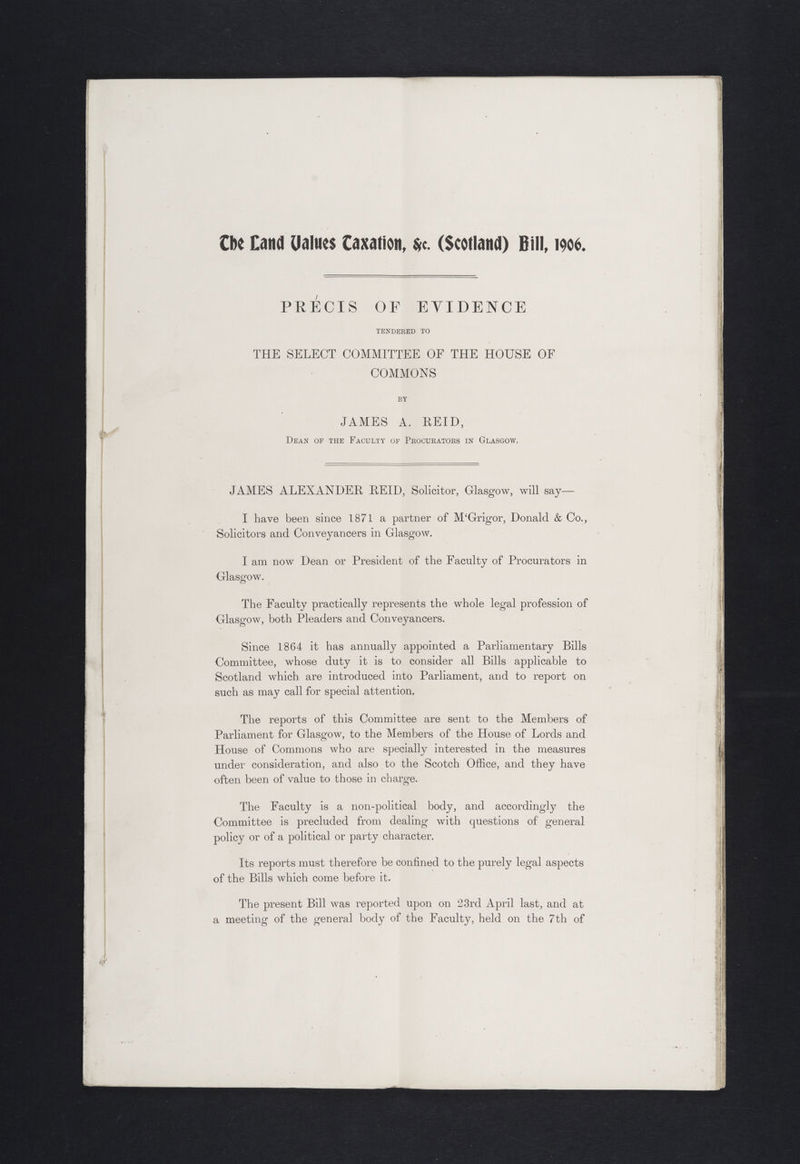 The Land Values Taxation, &c. (Scotland) Bill, 1906.
PRÉCIS OF EVIDENCE
TENDERED TO
THE SELECT COMMITTEE OF THE HOUSE OF
COMMONS
BY
JAMES A. REID,
DEAN OF THE FACULTY OF PROCURATORS IN GLASGOW.
JAMES ALEXANDER REID, Solicitor, Glasgow, will say—
I have been since 1871 a partner of M‘Grigor, Donald & Co.,
Solicitors and Conveyancers in Glasgow.
I am now Dean or President of the Faculty of Procurators in
Glasgow.
The Faculty practically represents the whole legal profession of
Glasgow, both Pleaders and Conveyancers.
Since 1864 it has annually appointed a Parliamentary Bills
Committee, whose duty it is to consider all Bills applicable to
Scotland which are introduced into Parliament, and to report on
such as may call for special attention.
The reports of this Committee are sent to the Members of
Parliament for Glasgow, to the Members of the House of Lords and
House of Commons who are specially interested in the measures
under consideration, and also to the Scotch Office, and they have
often been of value to those in charge.
The Faculty is a non-political body, and accordingly the
Committee is precluded from dealing with questions of general
policy or of a political or party character.
Its reports must therefore be confined to the purely legal aspects
of the Bills which come before it.
The present Bill was reported upon on 23rd April last, and at
a meeting of the general body of the Faculty, held on the 7th of